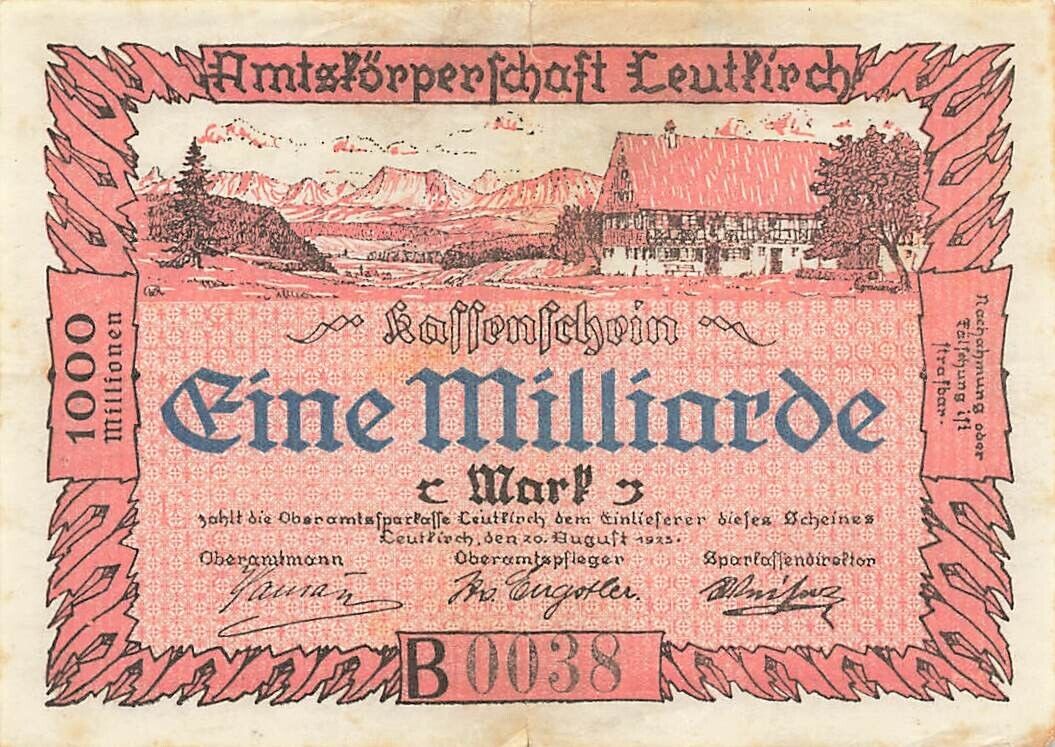 Amtskörperschaft Leutkirch
Kassenschein
Eine Milliarde
Mark
zahlt die Oberamtssparkasse Leutkirch dem Einlieferer dieses Scheines
Leutkirch, den 20. August 1923.
Oberamtmann Oberamtspfleger Sparkassendirektor
B 0038
1000
Millionen
Nachahmung oder
Fälschung ist
strafbar.